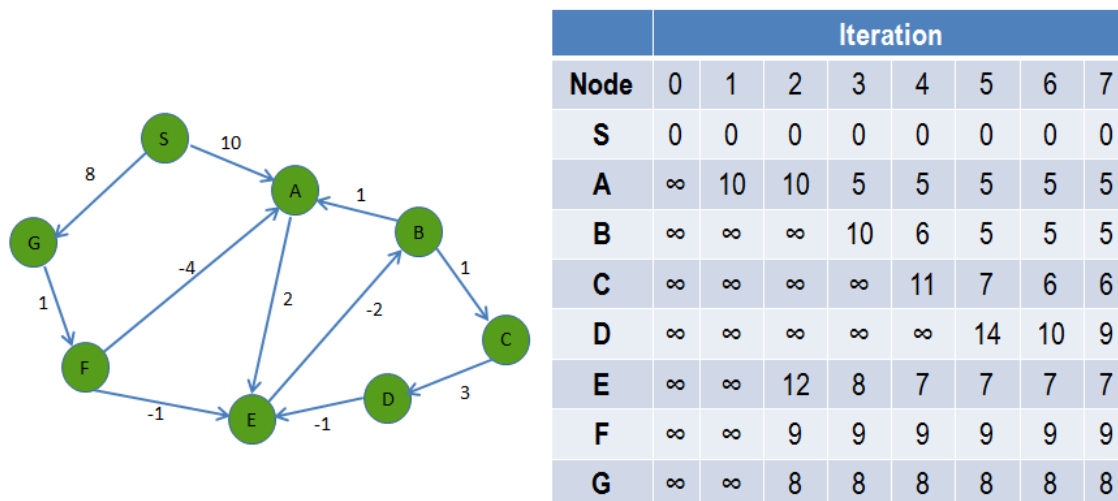 S
10
8
A
1
B
G
-4
1
1
2
-2
C
F
D
3
E
-1
-1
Iteration
Node 0 1 2 3 4 5 6 7
S 0 0 0 0 0 0 0 0
A ∞ 10 10 5 5 5 5 5
B ∞ ∞ ∞ 10 6 5 5 5
C ∞ ∞ ∞ ∞ 11 7 6 6
D ∞ ∞ ∞ ∞ ∞ 14 10 9
E ∞ ∞ 12 8 7 7 7 7
F ∞ ∞ 9 9 9 9 9 9
G ∞ ∞ 8 8 8 8 8 8